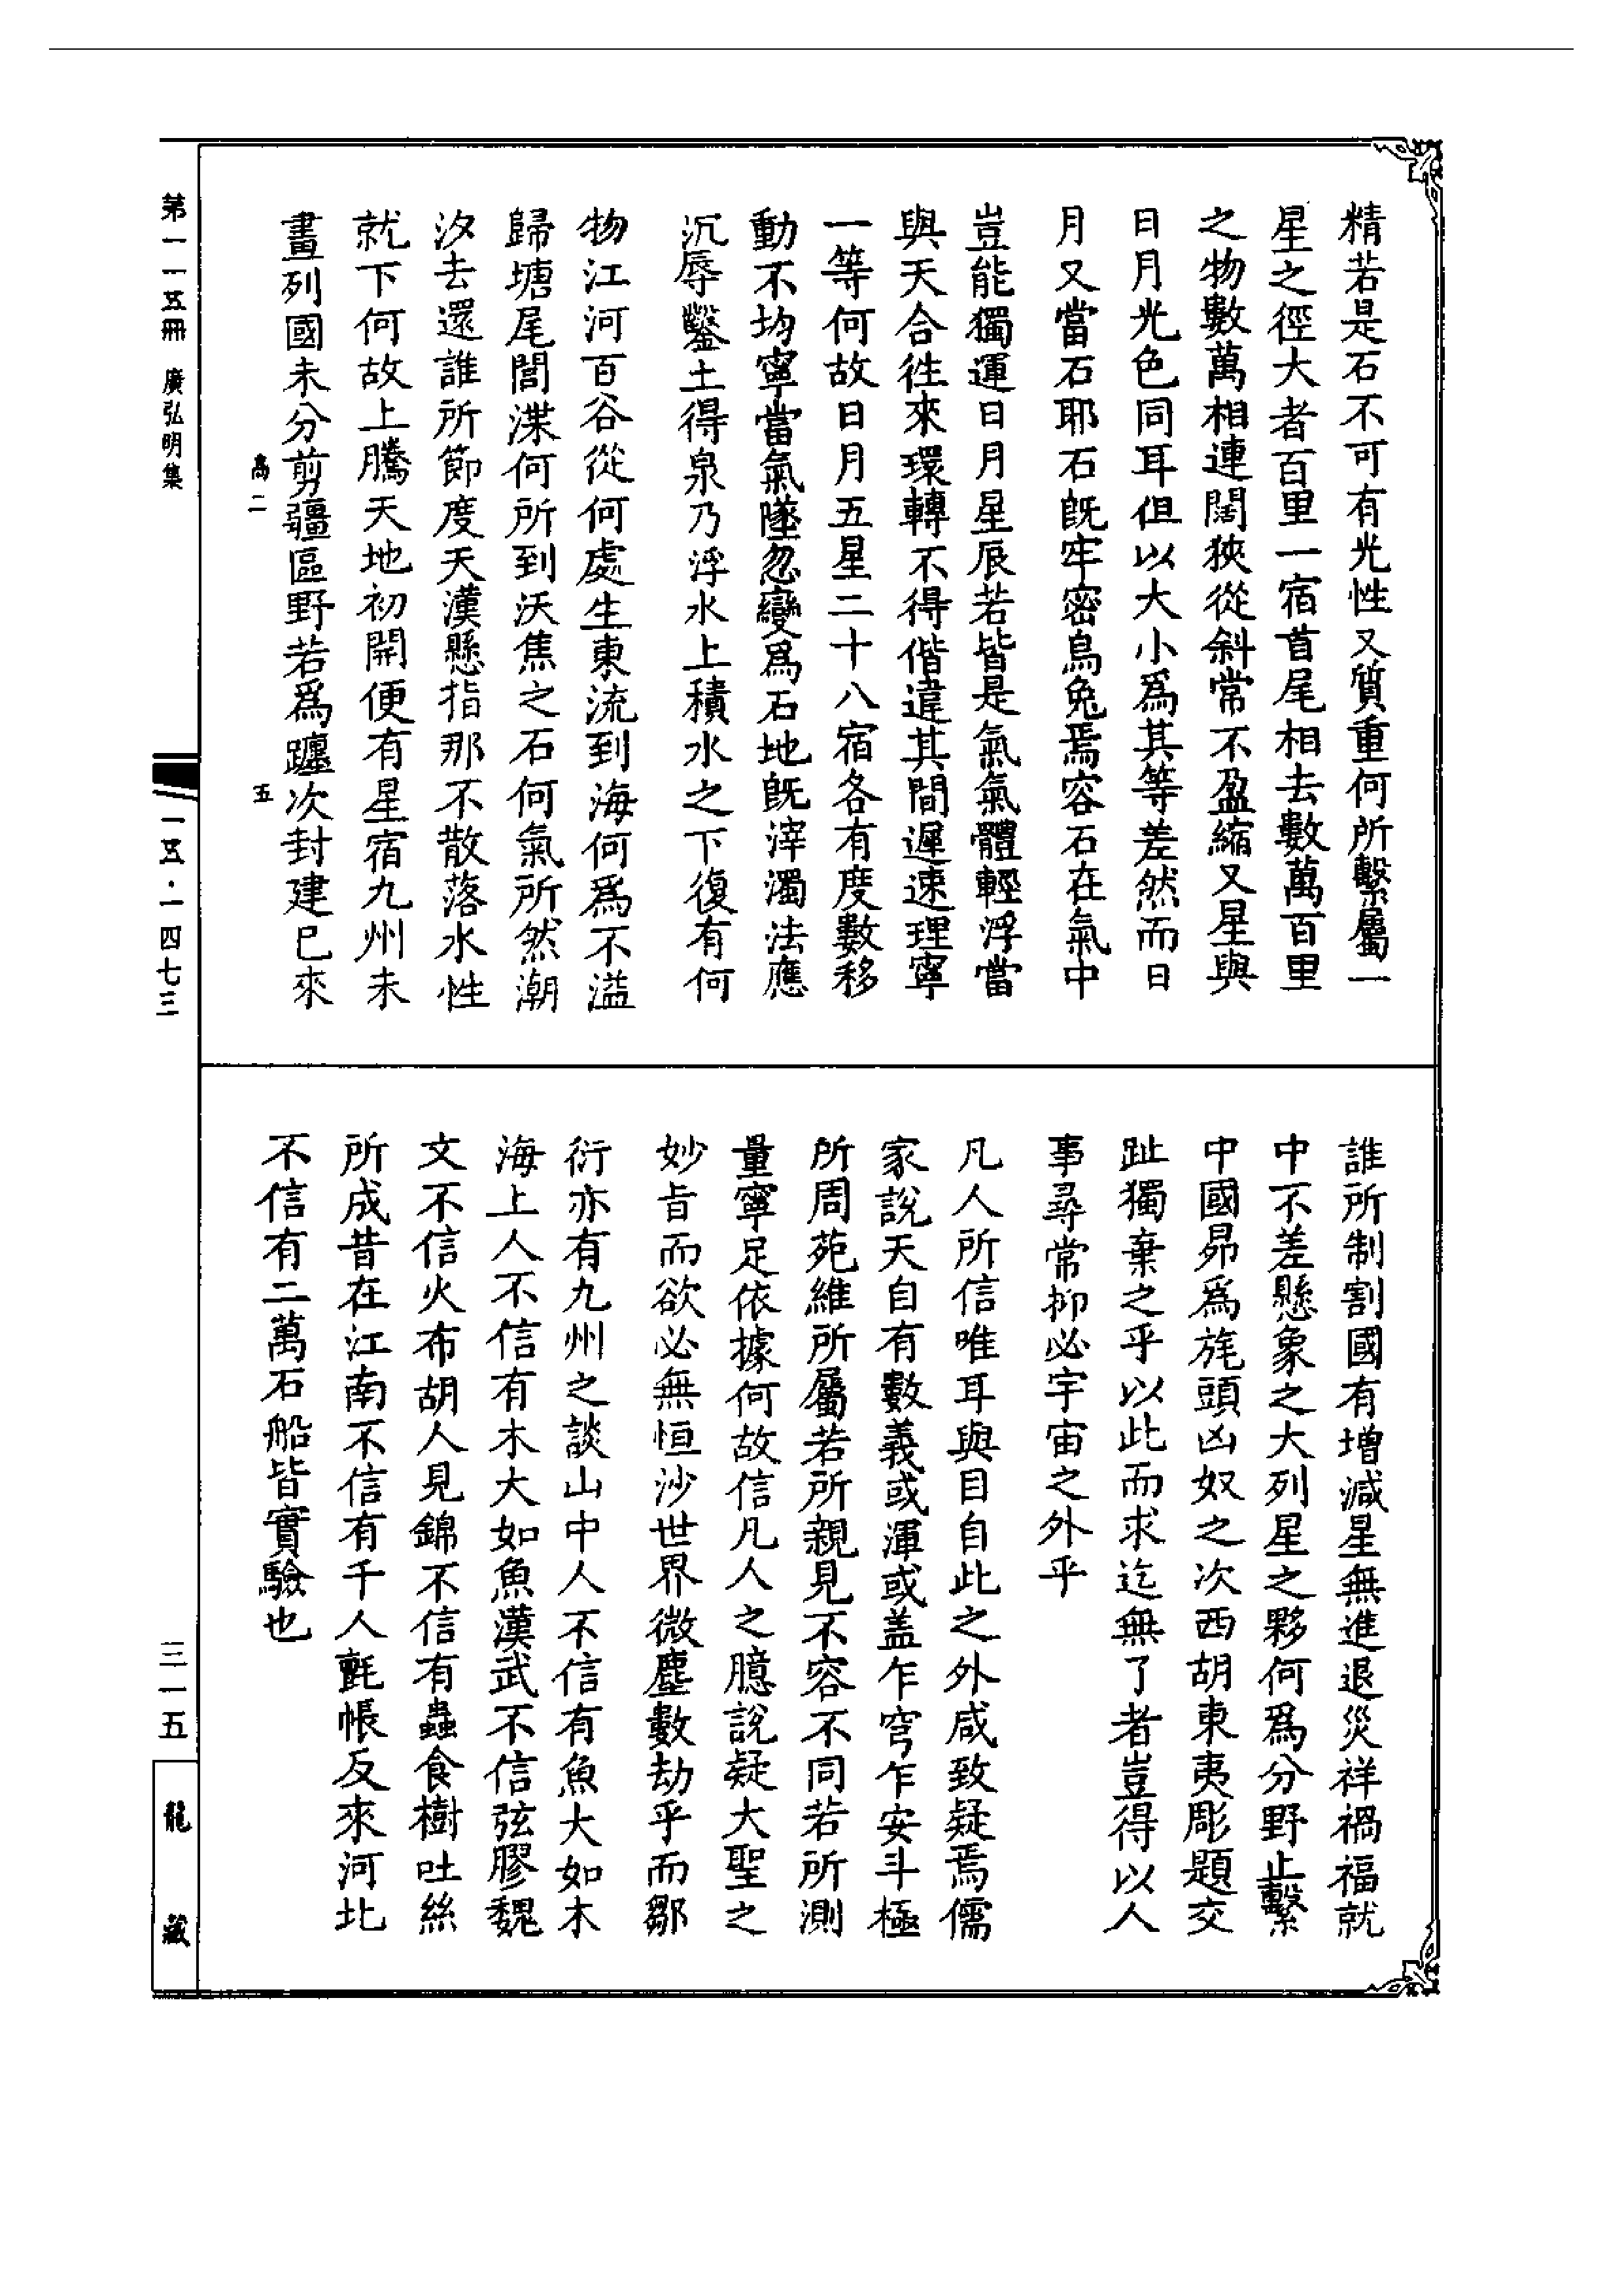 精若是石不可有光性又質重何所繫屬一
星之徑大者百里一宿首尾相去數萬百里
之物數萬相連闊狹從斜常不盈縮又星與
日月光色同耳但以大小爲其等差然而日
月又當石耶石旣牢密烏兔焉容石在氣中
豈能獨運日月星辰若皆是氣氣體輕浮當
與天合徃來環轉不得偕違其間遲速理寧
一等何故日月五星二十八宿各有度數移
動不均寧當氣墜忽變爲石地旣滓濁法應
沉辱鑿土得泉乃浮水上積水之下復有何
物江河百谷從何處生東流到海何爲不溢
歸塘尾閭渫何所到沃焦之石何氣所然潮
汐去還誰所節度天漢懸指那不散落水性
就下何故上騰天地初開便有星宿九州未
畫列國未分剪疆區野若爲躔次封建已來
誰所制割國有增減星無進退災祥禍福就
中不差懸象之大列星之夥何爲分野止繫
中國昴爲旄頭凶奴之次西胡東夷彫題交
趾獨棄之乎以此而求迄無了者豈得以人
事尋常抑必宇宙之外乎
凡人所信唯耳與目自此之外咸致疑焉儒
家說天自有數義或渾或盖乍穹乍安斗極
所周苑維所屬若所親見不容不同若所測
量寧足依據何故信凡人之臆說疑大聖之
妙旨而欲必無恒沙世界微塵數劫乎而鄒
衍亦有九州之談山中人不信有魚大如木
海上人不信有木大如魚漢武不信弦膠魏
文不信火布胡人見錦不信有蟲食樹吐絲
所成昔在江南不信有千人氈帳反來河北
不信有二萬石船皆實驗也
第一一五冊 廣弘明集
禼二 五
一五·一四七三
三一五
龍藏